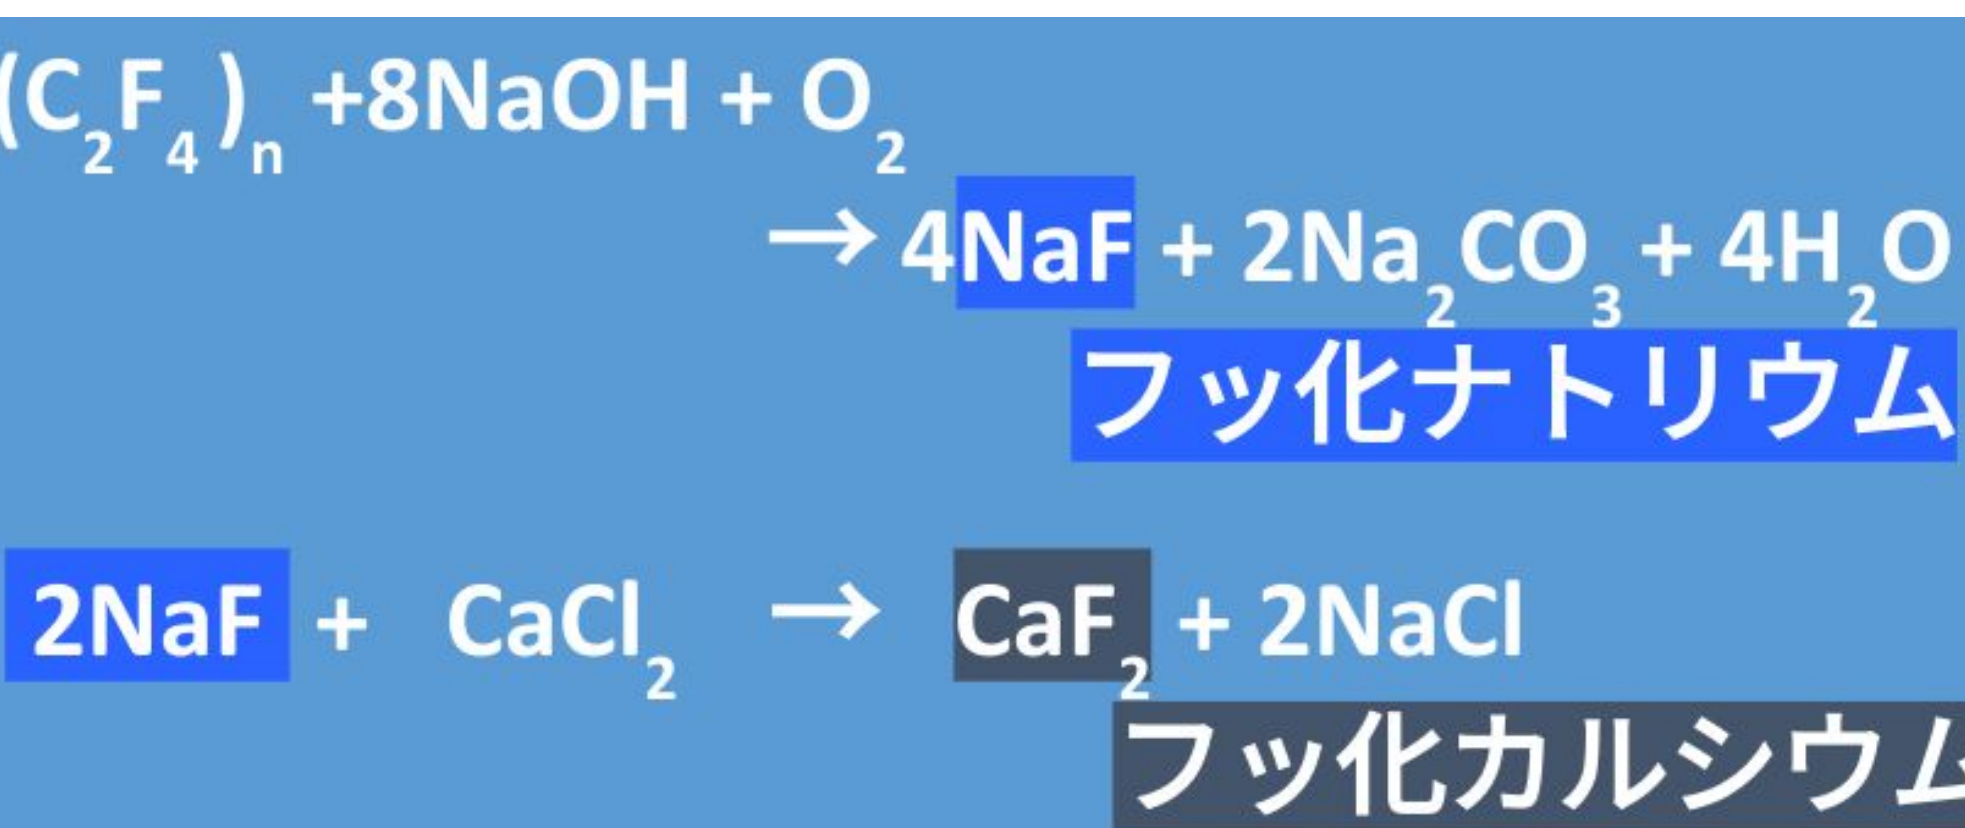 (C₂F₄)ₙ +8NaOH + O₂
→ 4NaF + 2Na₂CO₃ + 4H₂O
フッ化ナトリウム
2NaF + CaCl₂ → CaF₂ + 2NaCl
フッ化カルシウム